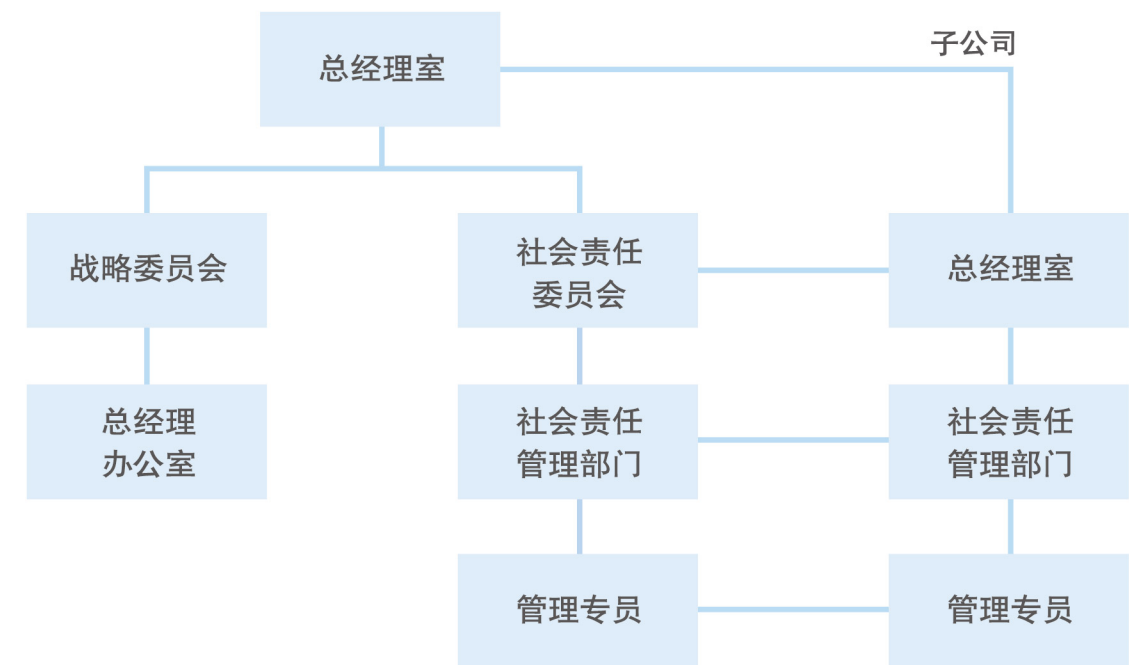 子公司
总经理室
战略委员会
社会责任
委员会
总经理室
总经理
办公室
社会责任
管理部门
社会责任
管理部门
管理专员
管理专员